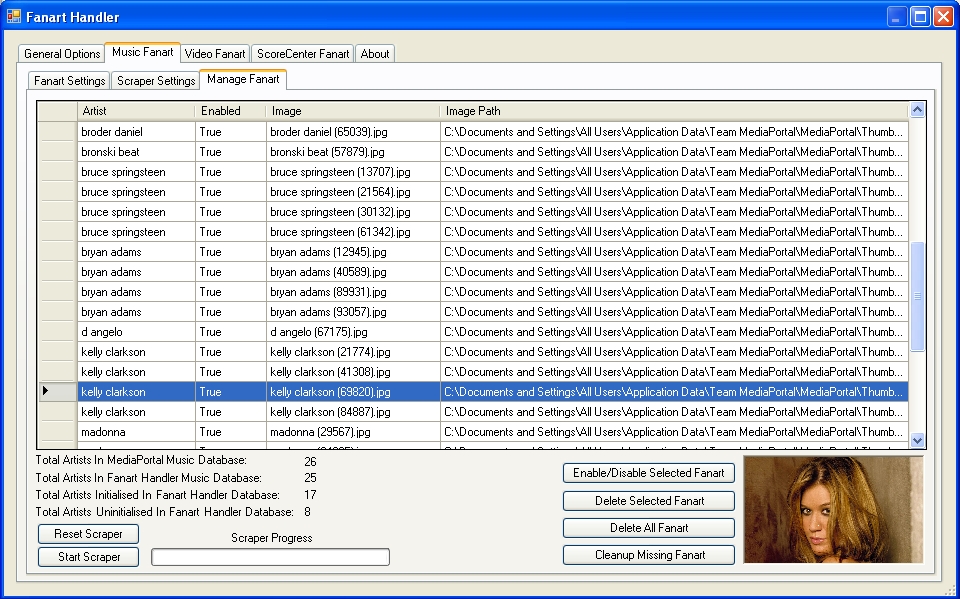 Fanart Handler
General Options Music Fanart Video Fanart ScoreCenter Fanart About
Fanart Settings Scraper Settings Manage Fanart
Artist Enabled Image Image Path
broder daniel True broder daniel (65039).jpg C:\Documents and Settings\All Users\Application Data\Team MediaPortal\MediaPortal\Thumb...
bronski beat True bronski beat (57879).jpg C:\Documents and Settings\All Users\Application Data\Team MediaPortal\MediaPortal\Thumb...
bruce springsteen True bruce springsteen (13707).jpg C:\Documents and Settings\All Users\Application Data\Team MediaPortal\MediaPortal\Thumb...
bruce springsteen True bruce springsteen (21564).jpg C:\Documents and Settings\All Users\Application Data\Team MediaPortal\MediaPortal\Thumb...
bruce springsteen True bruce springsteen (30132).jpg C:\Documents and Settings\All Users\Application Data\Team MediaPortal\MediaPortal\Thumb...
bruce springsteen True bruce springsteen (61342).jpg C:\Documents and Settings\All Users\Application Data\Team MediaPortal\MediaPortal\Thumb...
bryan adams True bryan adams (12945).jpg C:\Documents and Settings\All Users\Application Data\Team MediaPortal\MediaPortal\Thumb...
bryan adams True bryan adams (40589).jpg C:\Documents and Settings\All Users\Application Data\Team MediaPortal\MediaPortal\Thumb...
bryan adams True bryan adams (89931).jpg C:\Documents and Settings\All Users\Application Data\Team MediaPortal\MediaPortal\Thumb...
bryan adams True bryan adams (93057).jpg C:\Documents and Settings\All Users\Application Data\Team MediaPortal\MediaPortal\Thumb...
d angelo True d angelo (67175).jpg C:\Documents and Settings\All Users\Application Data\Team MediaPortal\MediaPortal\Thumb...
kelly clarkson True kelly clarkson (21774).jpg C:\Documents and Settings\All Users\Application Data\Team MediaPortal\MediaPortal\Thumb...
kelly clarkson True kelly clarkson (41308).jpg C:\Documents and Settings\All Users\Application Data\Team MediaPortal\MediaPortal\Thumb...
kelly clarkson True kelly clarkson (69820).jpg C:\Documents and Settings\All Users\Application Data\Team MediaPortal\MediaPortal\Thumb...
kelly clarkson True kelly clarkson (84887).jpg C:\Documents and Settings\All Users\Application Data\Team MediaPortal\MediaPortal\Thumb...
madonna True madonna (29567).jpg C:\Documents and Settings\All Users\Application Data\Team MediaPortal\MediaPortal\Thumb...
Total Artists In MediaPortal Music Database: 26
Total Artists In Fanart Handler Music Database: 25
Total Artists Initialised In Fanart Handler Database: 17
Total Artists Uninitialised In Fanart Handler Database: 8
Reset Scraper
Start Scraper
Scraper Progress
Enable/Disable Selected Fanart
Delete Selected Fanart
Delete All Fanart
Cleanup Missing Fanart